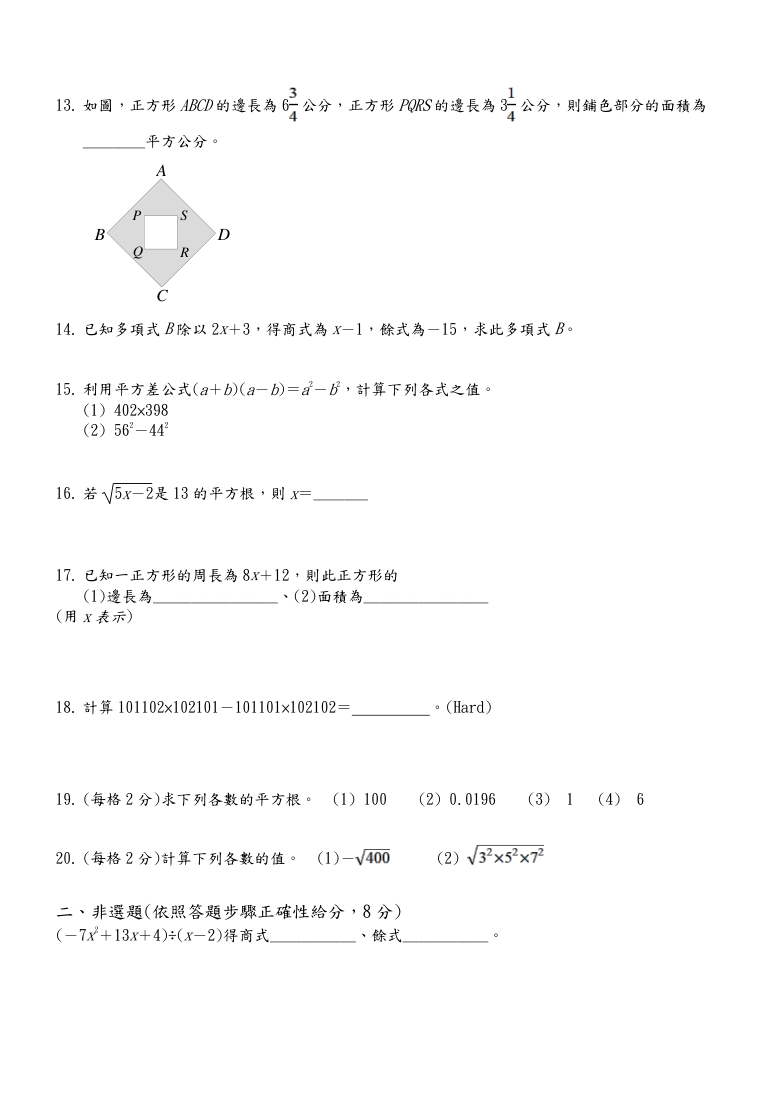 13. 如圖，正方形 ABCD 的邊長為 6 3/4 公分，正方形 PQRS 的邊長為 3 1/4 公分，則鋪色部分的面積為
________平方公分。
A
P S
B D
Q R
C
14. 已知多項式 B 除以 2x＋3，得商式為 x－1，餘式為－15，求此多項式 B。
15. 利用平方差公式(a＋b)(a－b)＝a²－b²，計算下列各式之值。
(1) 402×398
(2) 56²－44²
16. 若 √(5x－2)是 13 的平方根，則 x＝_______
17. 已知一正方形的周長為 8x＋12，則此正方形的
(1)邊長為________________、(2)面積為________________
(用 x 表示)
18. 計算 101102×102101－101101×102102＝__________。(Hard)
19. (每格 2 分)求下列各數的平方根。 (1) 100 (2) 0.0196 (3) 1 (4) 6
20. (每格 2 分)計算下列各數的值。 (1)－√400 (2) √(3²×5²×7²)
二、非選題(依照答題步驟正確性給分，8 分)
(－7x²＋13x＋4)÷(x－2)得商式___________、餘式___________。